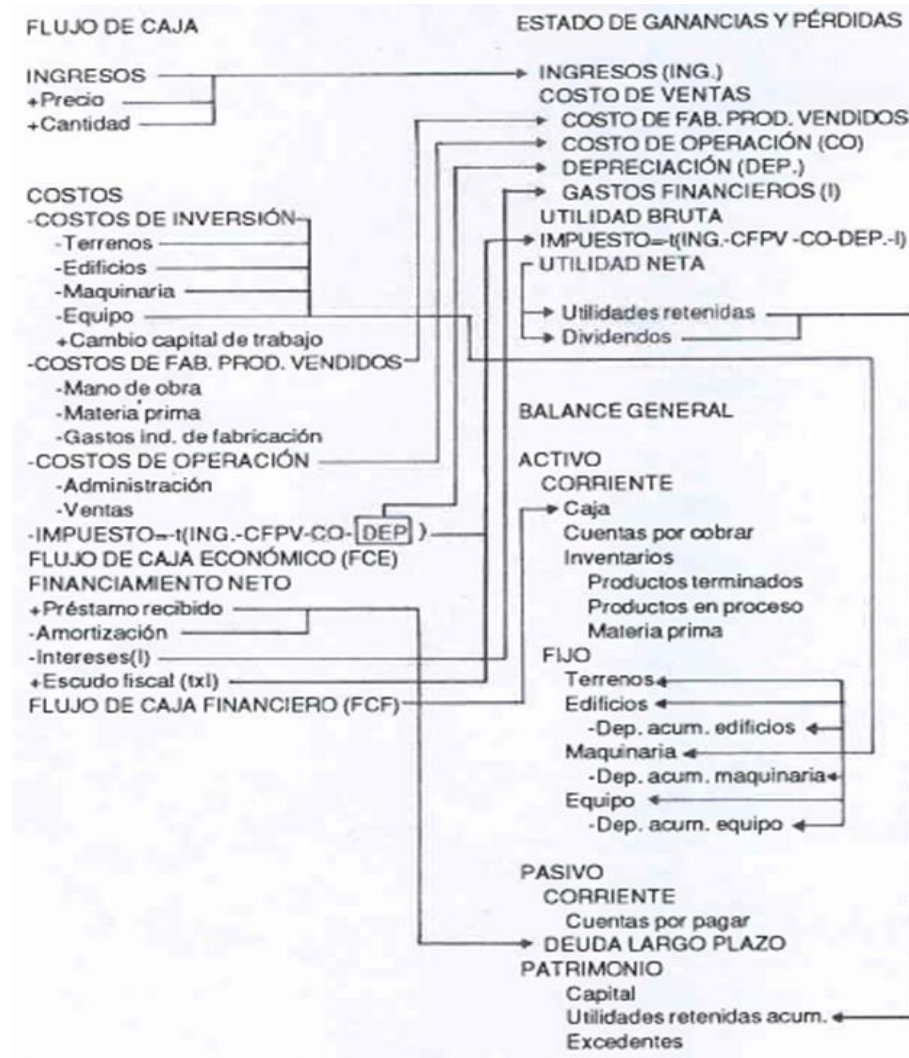 FLUJO DE CAJA
INGRESOS
+Precio
+Cantidad
COSTOS
-COSTOS DE INVERSIÓN
-Terrenos
-Edificios
-Maquinaria
-Equipo
+Cambio capital de trabajo
-COSTOS DE FAB. PROD. VENDIDOS
-Mano de obra
-Materia prima
-Gastos ind. de fabricación
-COSTOS DE OPERACIÓN
-Administración
-Ventas
-IMPUESTO=-t(ING.-CFPV-CO-DEP)
FLUJO DE CAJA ECONÓMICO (FCE)
FINANCIAMIENTO NETO
+Préstamo recibido
-Amortización
-Intereses(I)
+Escudo fiscal (txI)
FLUJO DE CAJA FINANCIERO (FCF)
ESTADO DE GANANCIAS Y PÉRDIDAS
INGRESOS (ING.)
COSTO DE VENTAS
COSTO DE FAB. PROD. VENDIDOS
COSTO DE OPERACIÓN (CO)
DEPRECIACIÓN (DEP.)
GASTOS FINANCIEROS (I)
UTILIDAD BRUTA
IMPUESTO=-t(ING.-CFPV -CO-DEP.-I)
UTILIDAD NETA
Utilidades retenidas
Dividendos
BALANCE GENERAL
ACTIVO
CORRIENTE
Caja
Cuentas por cobrar
Inventarios
Productos terminados
Productos en proceso
Materia prima
FIJO
Terrenos
Edificios
-Dep. acum. edificios
Maquinaria
-Dep. acum. maquinaria
Equipo
-Dep. acum. equipo
PASIVO
CORRIENTE
Cuentas por pagar
DEUDA LARGO PLAZO
PATRIMONIO
Capital
Utilidades retenidas acum.
Excedentes